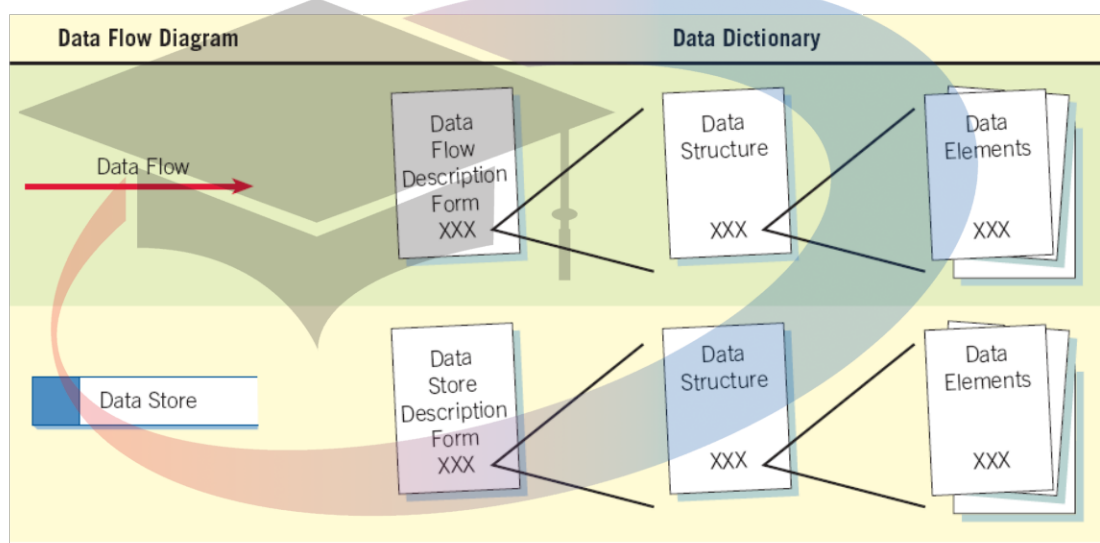 Data Flow Diagram
Data Dictionary
Data Flow
Data
Flow
Description
Form
XXX
Data
Structure
XXX
Data
Elements
XXX
Data Store
Data
Store
Description
Form
XXX
Data
Structure
XXX
Data
Elements
XXX